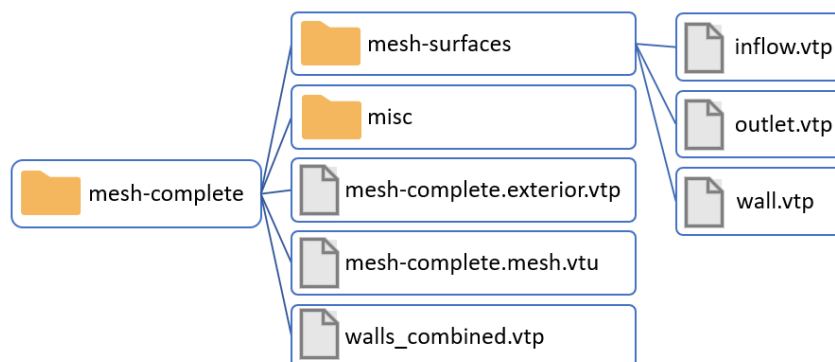 mesh-complete
mesh-surfaces
misc
mesh-complete.exterior.vtp
mesh-complete.mesh.vtu
walls_combined.vtp
inflow.vtp
outlet.vtp
wall.vtp